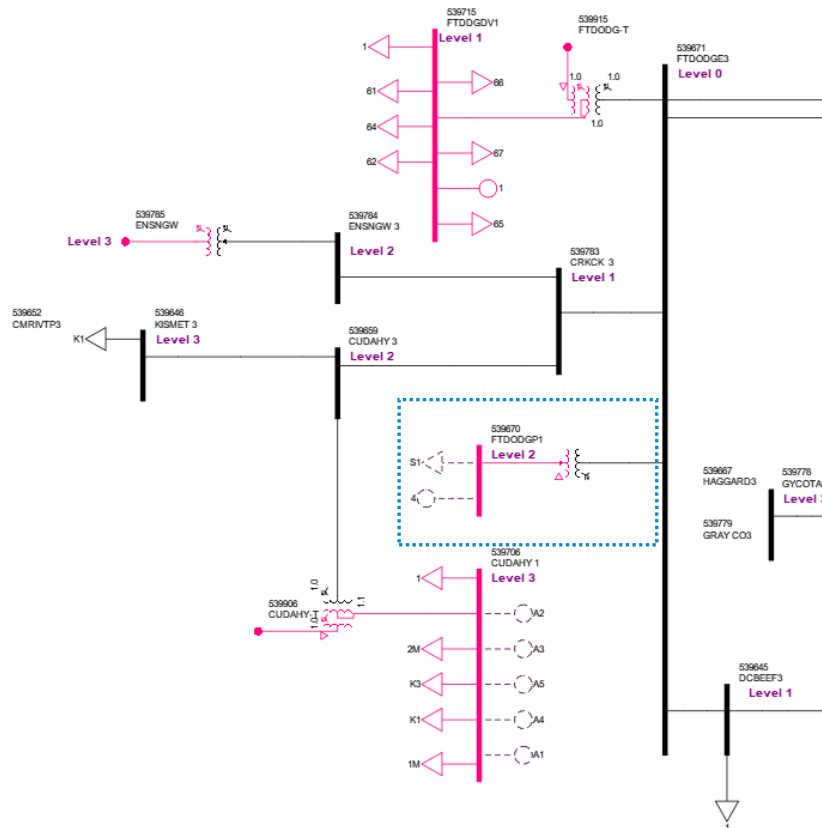 539715
FTDDGDV1
Level 1
1
61
64
62
66
67
1
65
539915
FTDODG-T
1.0
1.0
1.0
539671
FTDODGE3
Level 0
539785
ENSNGW
Level 3
539784
ENSNGW 3
Level 2
539783
CRKCK 3
Level 1
539652
CMRIVTP3
K1
539646
KISMET 3
Level 3
539659
CUDAHY 3
Level 2
539670
FTDODGP1
Level 2
S1
4
539667
HAGGARD3
539778
GYCOTA
Level
539779
GRAY CO3
539706
CUDAHY 1
Level 3
1
2M
K3
K1
1M
A2
A3
A5
A4
A1
1.0
1.1
1.0
539906
CUDAHY-T
539645
DCBEEF3
Level 1
1